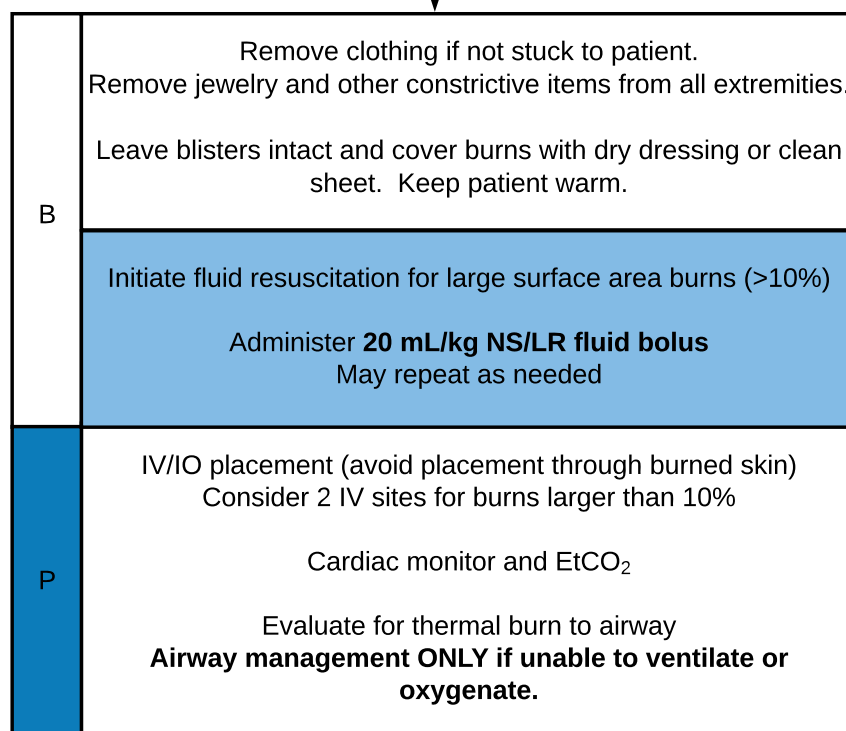 B
Remove clothing if not stuck to patient.
Remove jewelry and other constrictive items from all extremities.
Leave blisters intact and cover burns with dry dressing or clean
sheet.  Keep patient warm.
Initiate fluid resuscitation for large surface area burns (>10%)
Administer 20 mL/kg NS/LR fluid bolus
May repeat as needed
P
IV/IO placement (avoid placement through burned skin)
Consider 2 IV sites for burns larger than 10%
Cardiac monitor and EtCO₂
Evaluate for thermal burn to airway
Airway management ONLY if unable to ventilate or
oxygenate.